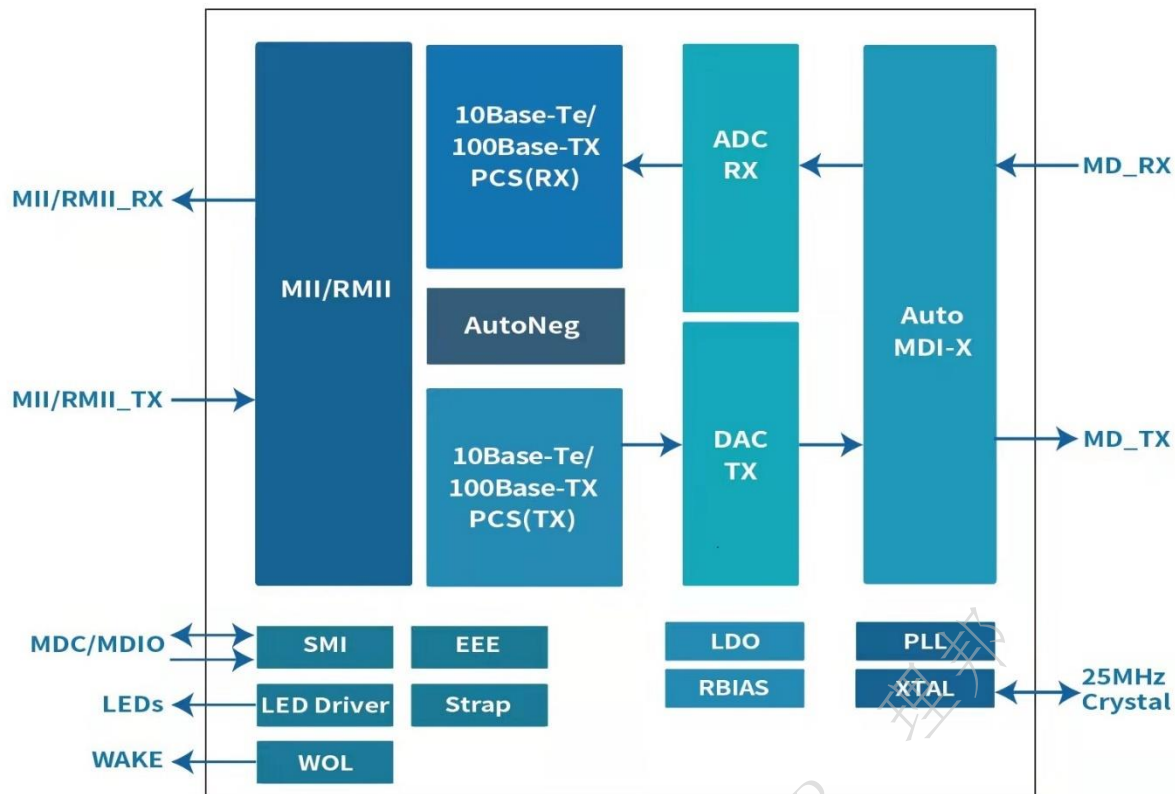 10Base-Te/
100Base-TX
PCS(RX)
ADC
RX
MD_RX
MII/RMII_RX
MII/RMII
AutoNeg
Auto
MDI-X
MII/RMII_TX
10Base-Te/
100Base-TX
PCS(TX)
DAC
TX
MD_TX
MDC/MDIO
SMI
EEE
LDO
PLL
LEDs
LED Driver
Strap
RBIAS
XTAL
25MHz
Crystal
WAKE
WOL
理邦